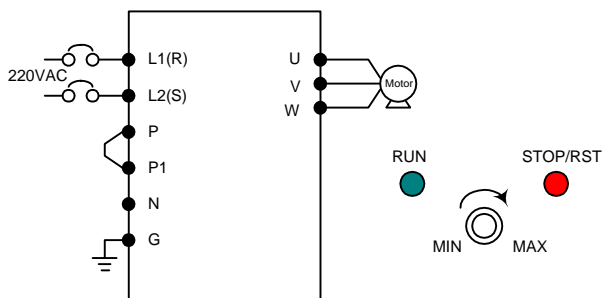 L1(R)
220VAC
L2(S)
P
P1
N
G
U
V
W
Motor
RUN
STOP/RST
MIN
MAX